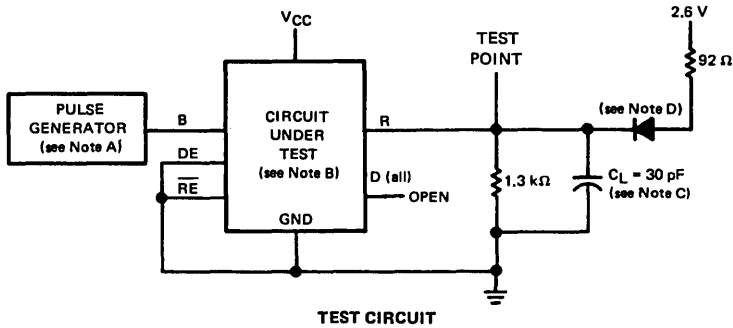 VCC
2.6 V
TEST
POINT
92 Ω
PULSE
GENERATOR
(see Note A)
B
CIRCUIT
UNDER
TEST
(see Note B)
R
(see Note D)
DE
RE
D (all)
OPEN
1.3 kΩ
CL = 30 pF
(see Note C)
GND
TEST CIRCUIT